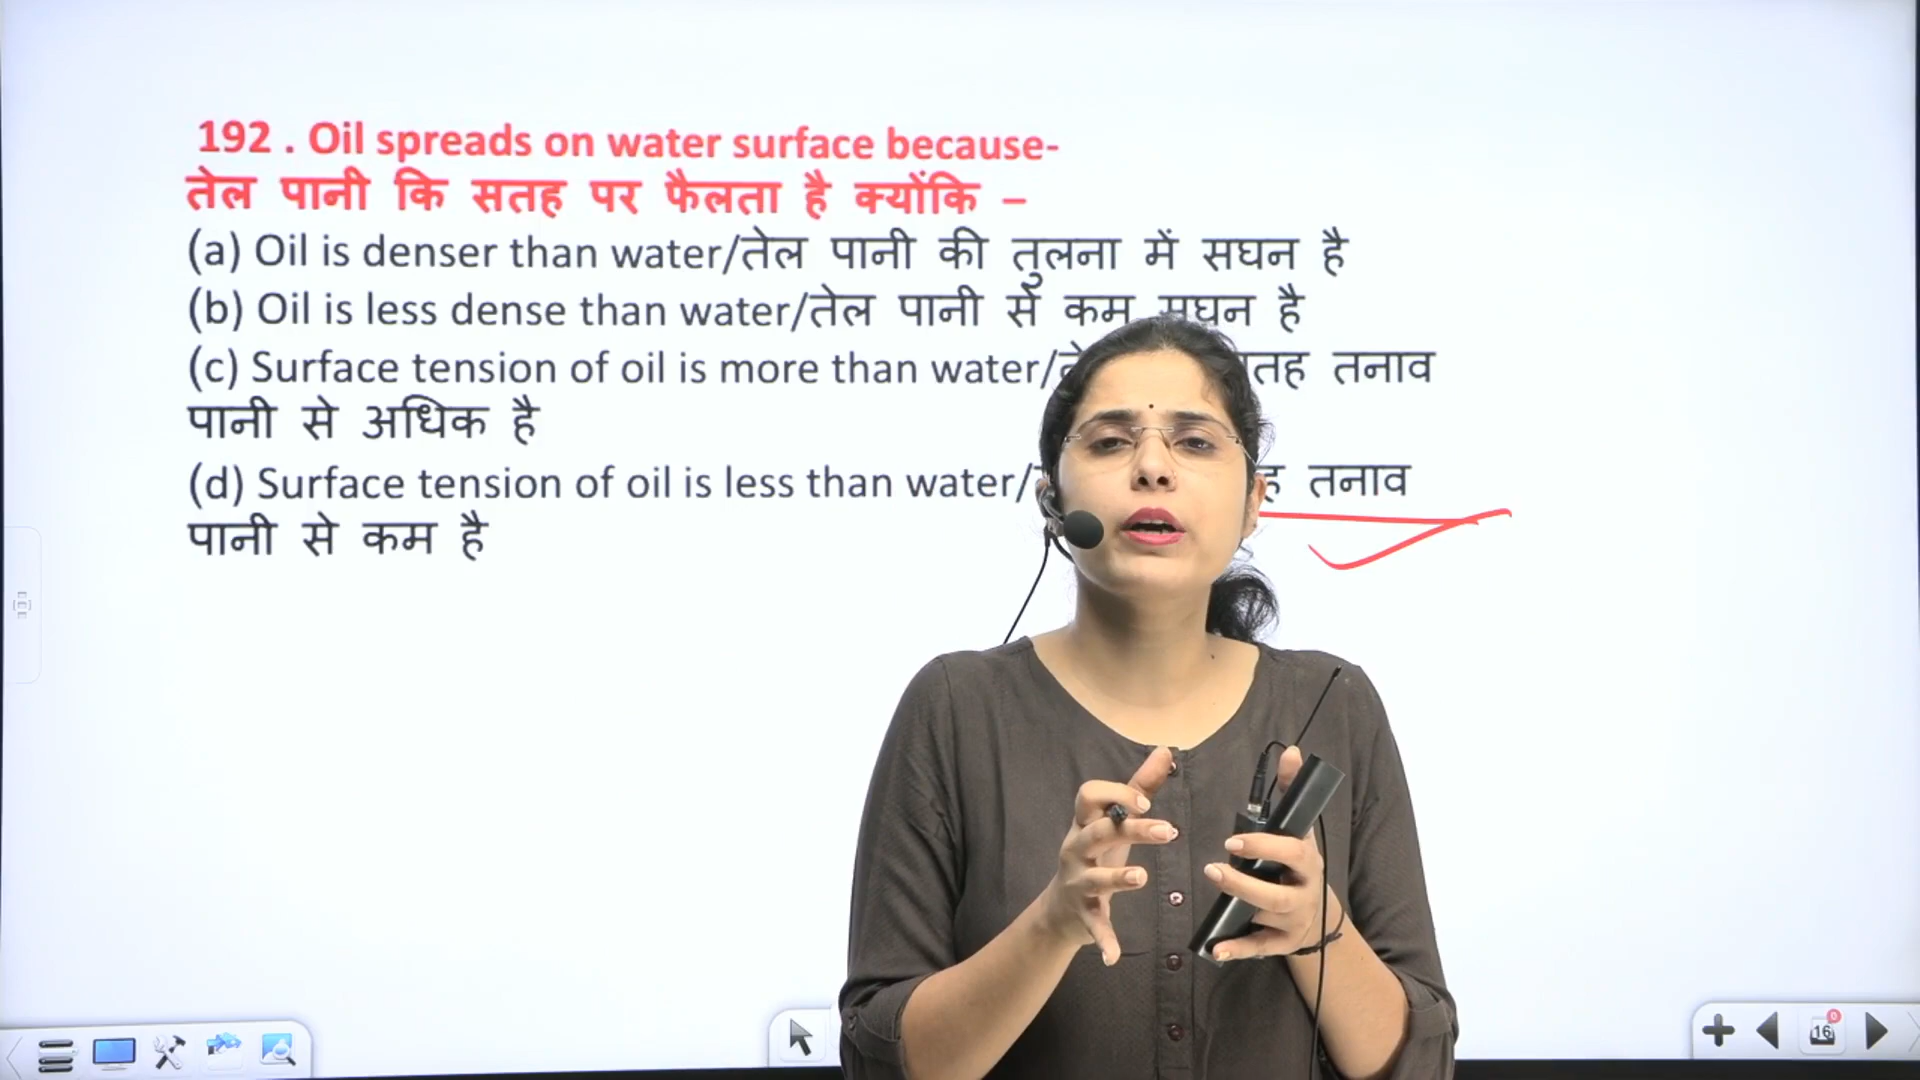 192 . Oil spreads on water surface because-
तेल पानी कि सतह पर फैलता है क्योंकि –
(a) Oil is denser than water/तेल पानी की तुलना में सघन है
(b) Oil is less dense than water/तेल पानी से कम सघन है
(c) Surface tension of oil is more than water/ तनाव
पानी से अधिक है
(d) Surface tension of oil is less than water/ तनाव
पानी से कम है
0
16